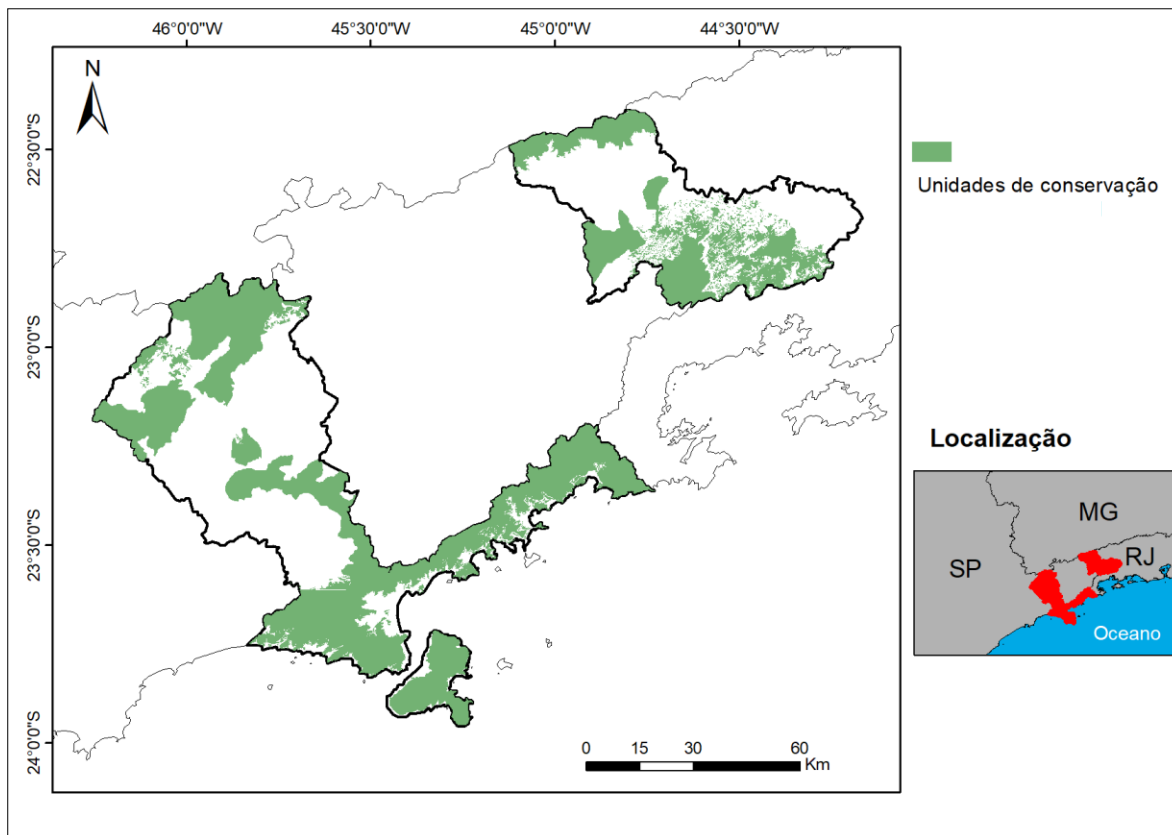 46°0'0"W 45°30'0"W 45°0'0"W 44°30'0"W
N
22°30'0"S
23°0'0"S
23°30'0"S
24°0'0"S
Unidades de conservação
Localização
MG
SP
RJ
Oceano
0 15 30 60
Km